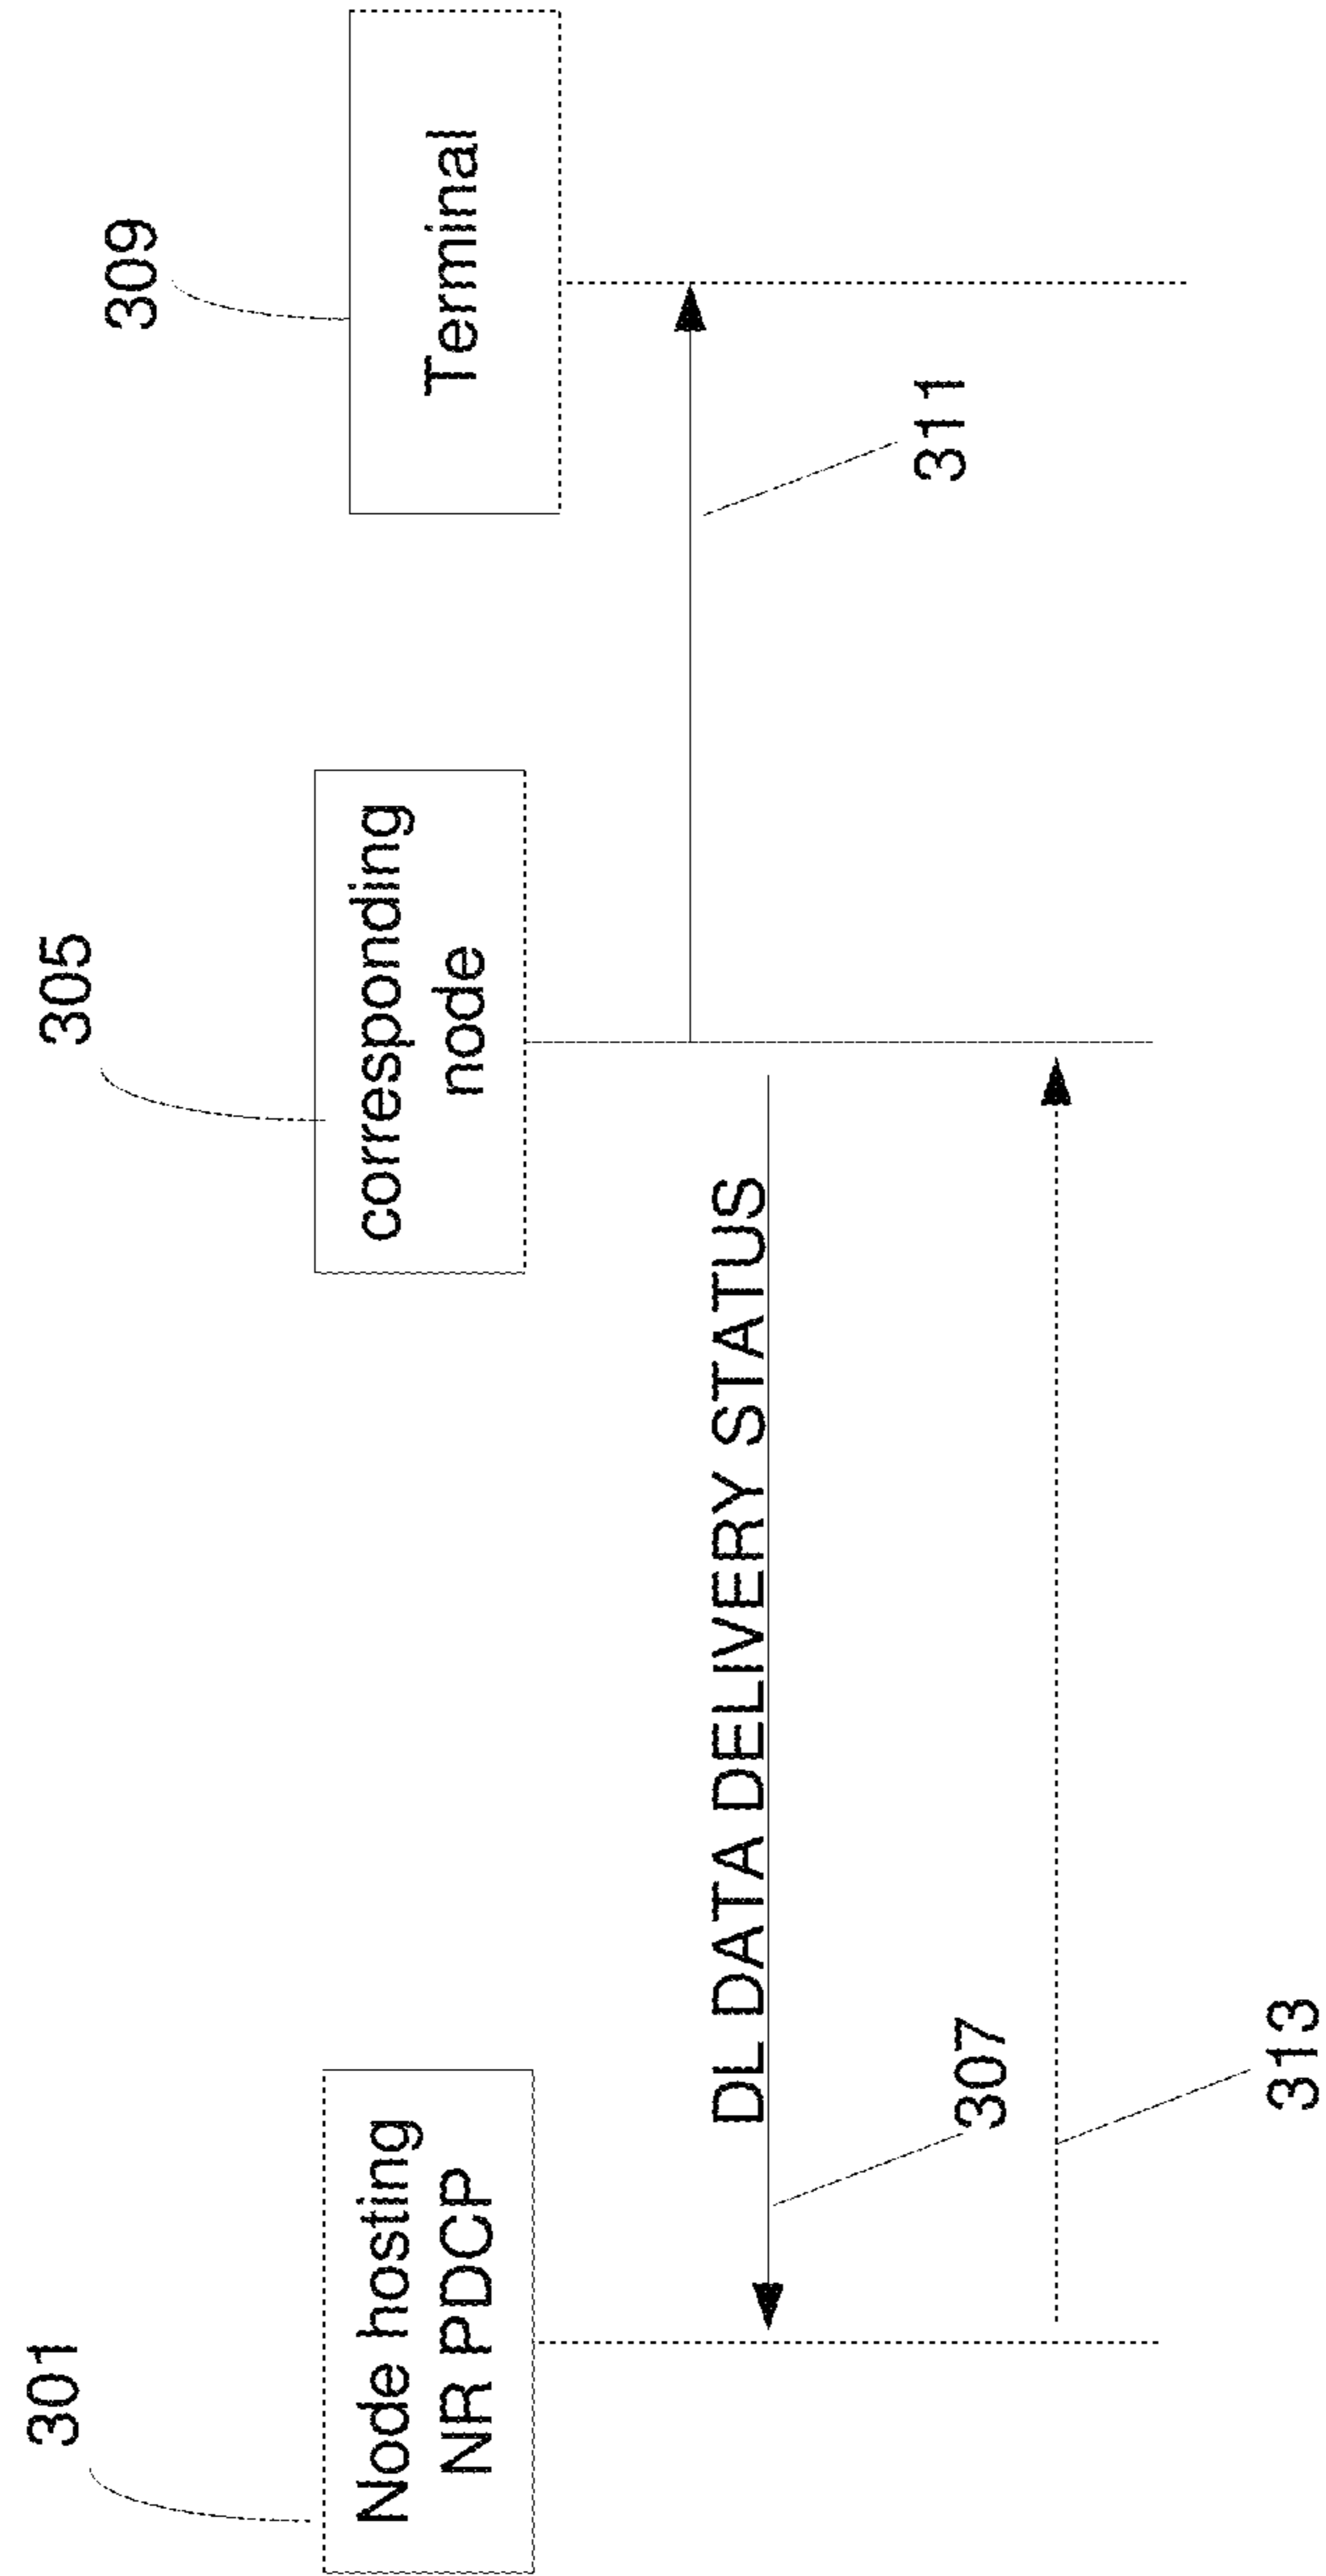 301
Node hosting
NR PDCP
305
corresponding
node
309
Terminal
311
DL DATA DELIVERY STATUS
307
313